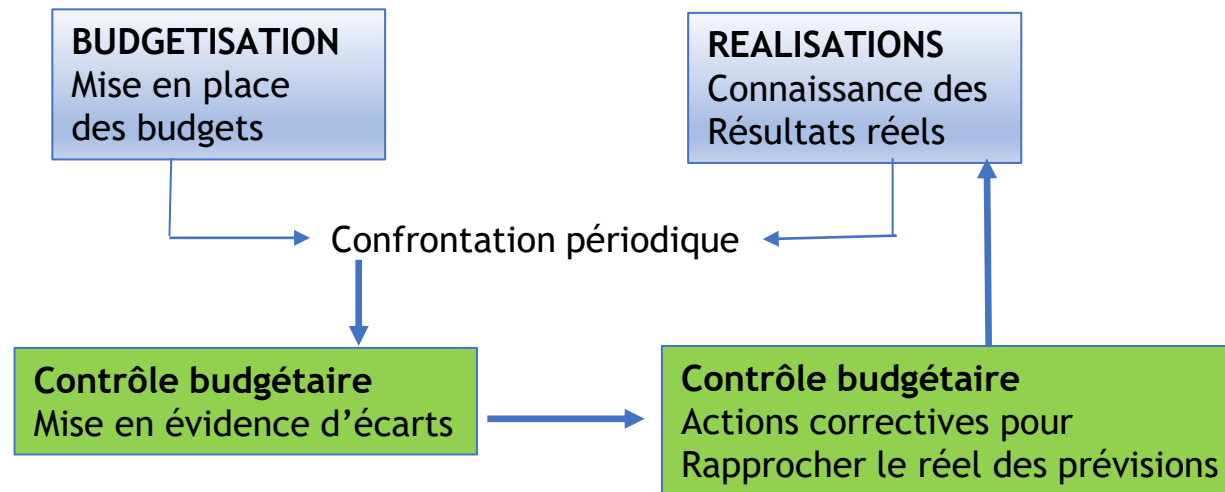 BUDGETISATION
Mise en place
des budgets
REALISATIONS
Connaissance des
Résultats réels
Confrontation périodique
Contrôle budgétaire
Mise en évidence d’écarts
Contrôle budgétaire
Actions correctives pour
Rapprocher le réel des prévisions